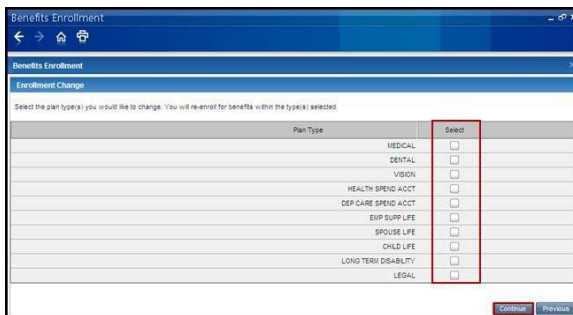 Benefits Enrollment
Benefits Enrollment
Enrollment Change
Select the plan type(s) you would like to change. You will re-enroll for benefits within the type(s) selected.
Plan Type Select
MEDICAL
DENTAL
VISION
HEALTH SPEND ACCT
DEP CARE SPEND ACCT
EMP SUPP LIFE
SPOUSE LIFE
CHILD LIFE
LONG TERM DISABILITY
LEGAL
Continue Previous